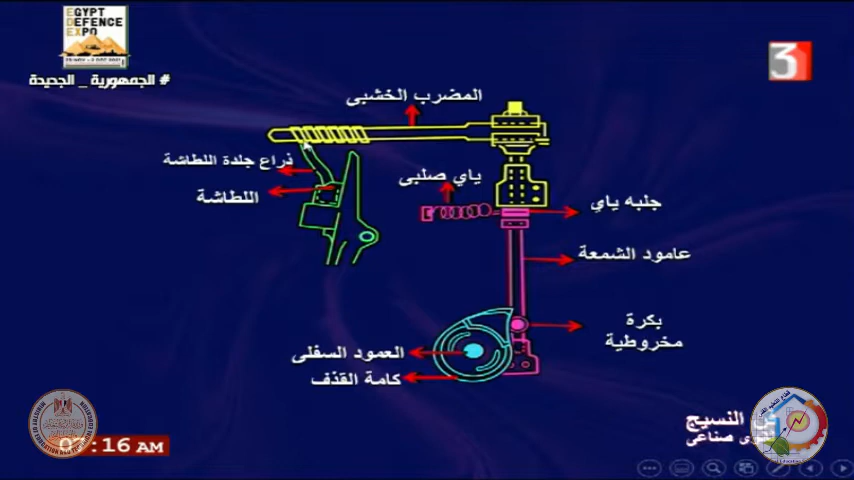 EGYPT
DEFENCE
EXPO
# الجمهورية _ الجديدة
3
المضرب الخشبى
ذراع جلدة اللطاشة
ياي صلبى
اللطاشة
جلبه ياي
عامود الشمعة
بكرة
مخروطية
العمود السفلى
كامة القذف
النسيج
صناعى
:16 AM